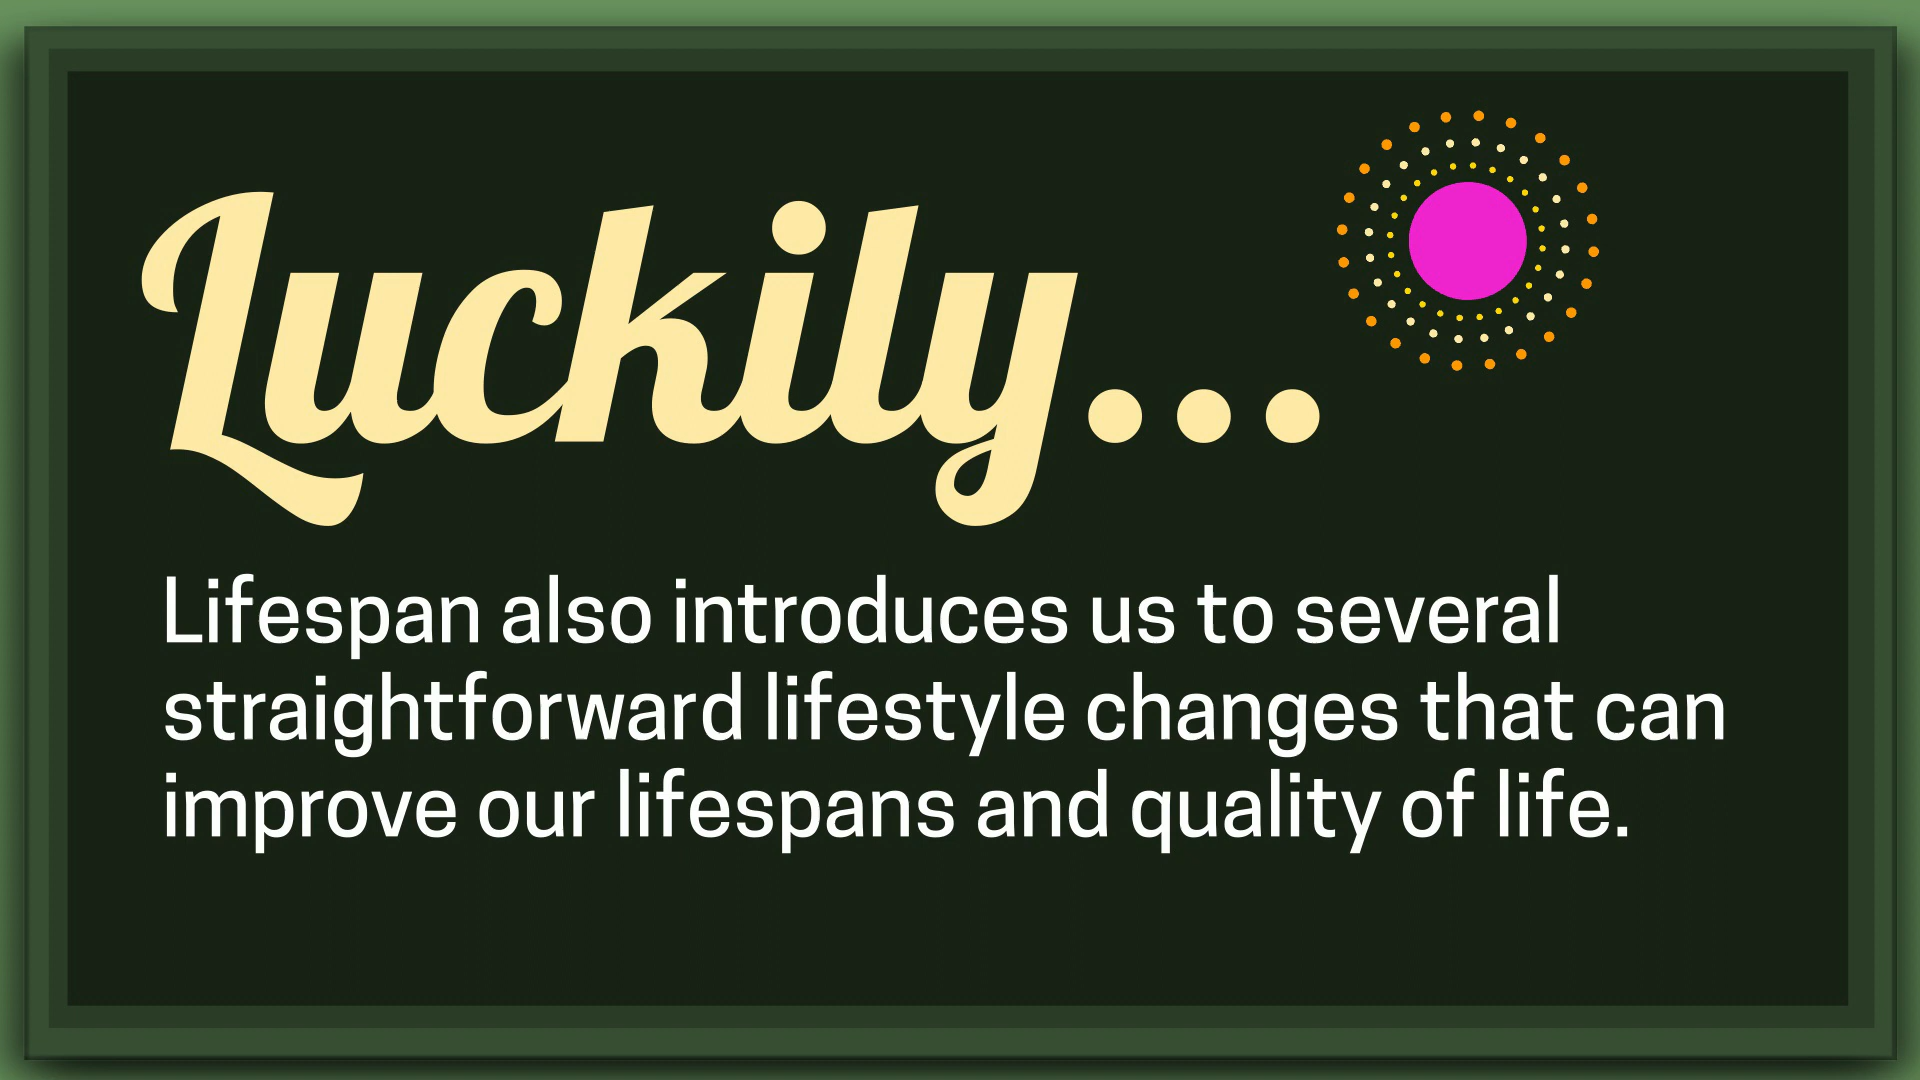 Luckily...
Lifespan also introduces us to several
straightforward lifestyle changes that can
improve our lifespans and quality of life.